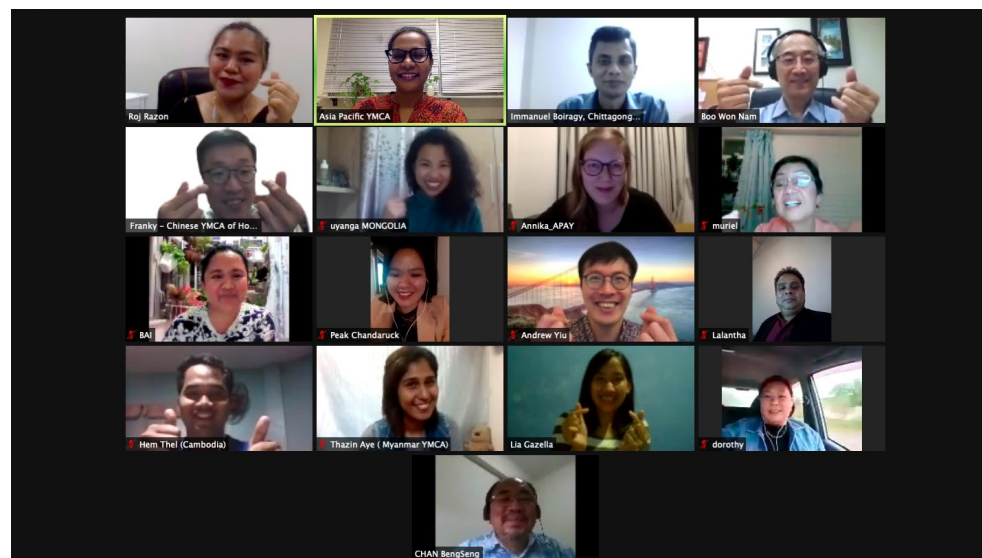 Roj Razon
Asia Pacific YMCA
Immanuel Boiragy, Chittagong...
Boo Won Nam
Franky - Chinese YMCA of Ho...
uyanga MONGOLIA
Annika_APAY
muriel
BAI
Peak Chandaruck
Andrew Yiu
Lalantha
Hem Thel (Cambodia)
Thazin Aye ( Myanmar YMCA)
Lia Gazella
dorothy
CHAN BengSeng